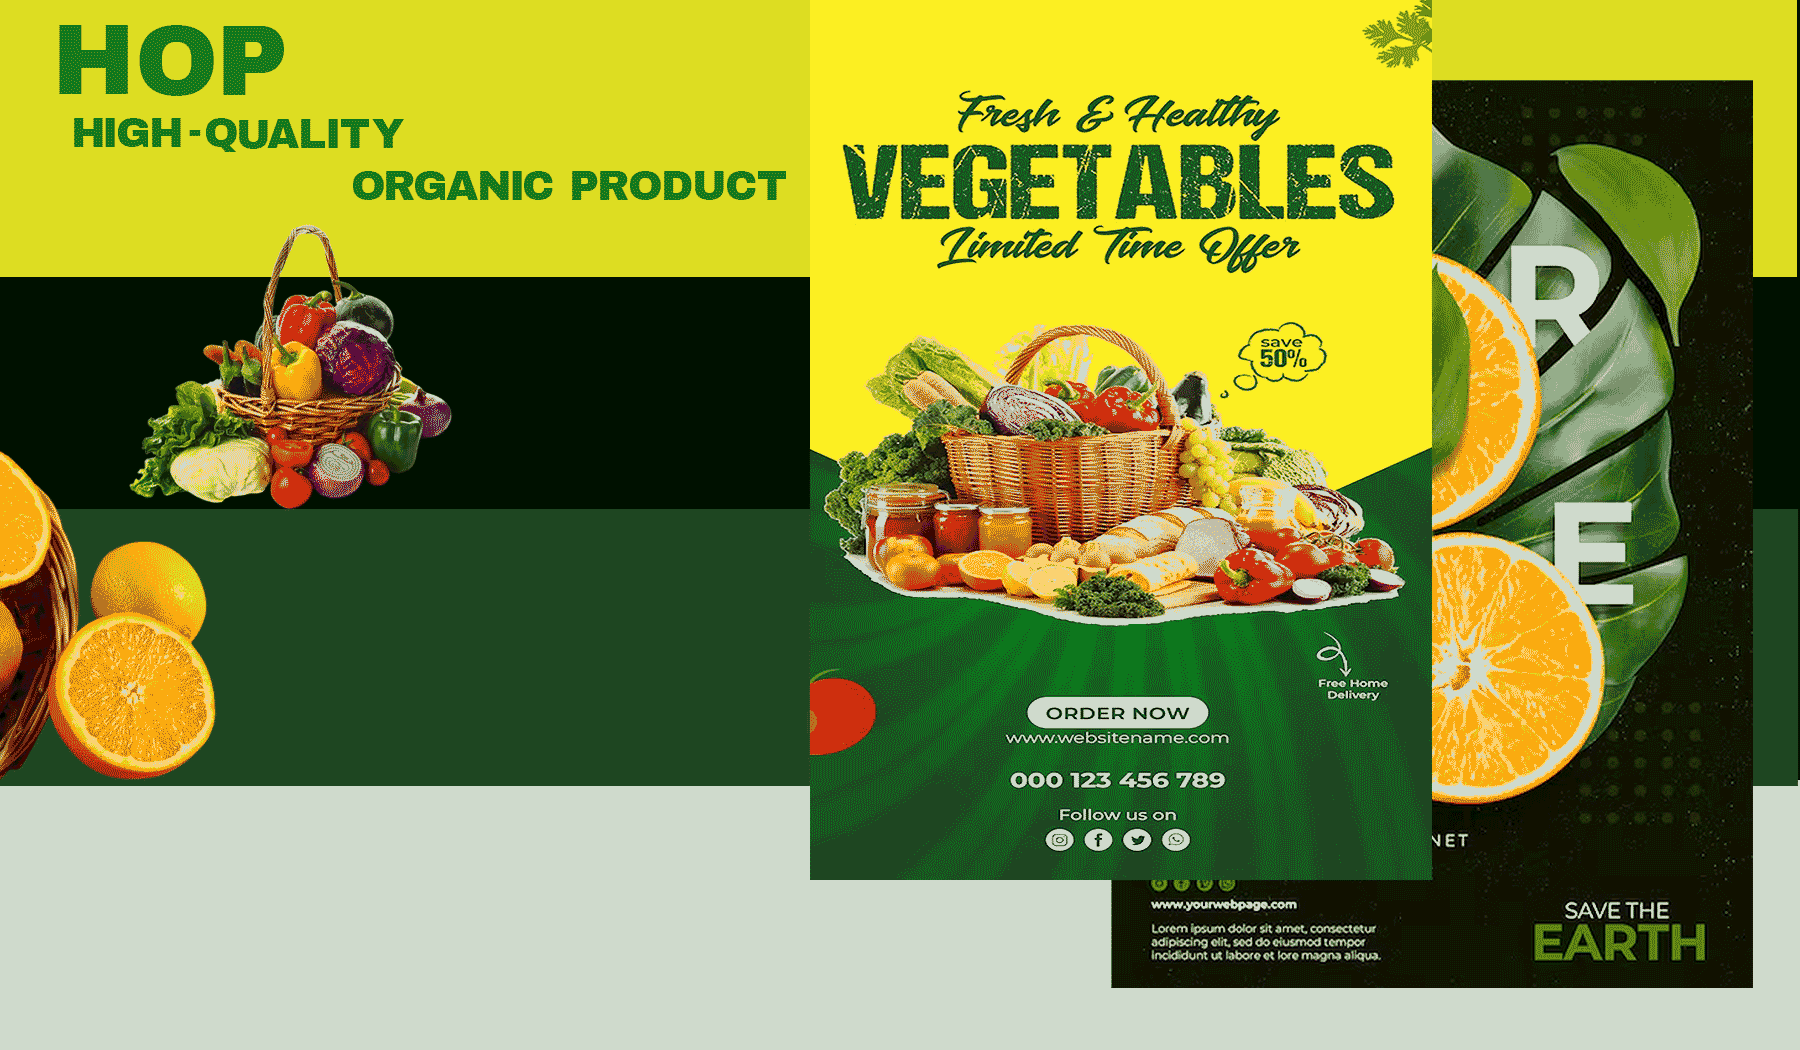 HOP
HIGH-QUALITY
ORGANIC PRODUCT
Fresh & Healthy
VEGETABLES
Limited Time Offer
save
50%
Free Home
Delivery
ORDER NOW
www.websitename.com
000 123 456 789
Follow us on
R
E
NET
www.yourwebpage.com
Lorem ipsum dolor sit amet, consectetur
adipiscing elit, sed do eiusmod tempor
incididunt ut labore et lore magna aliqua.
SAVE THE
EARTH